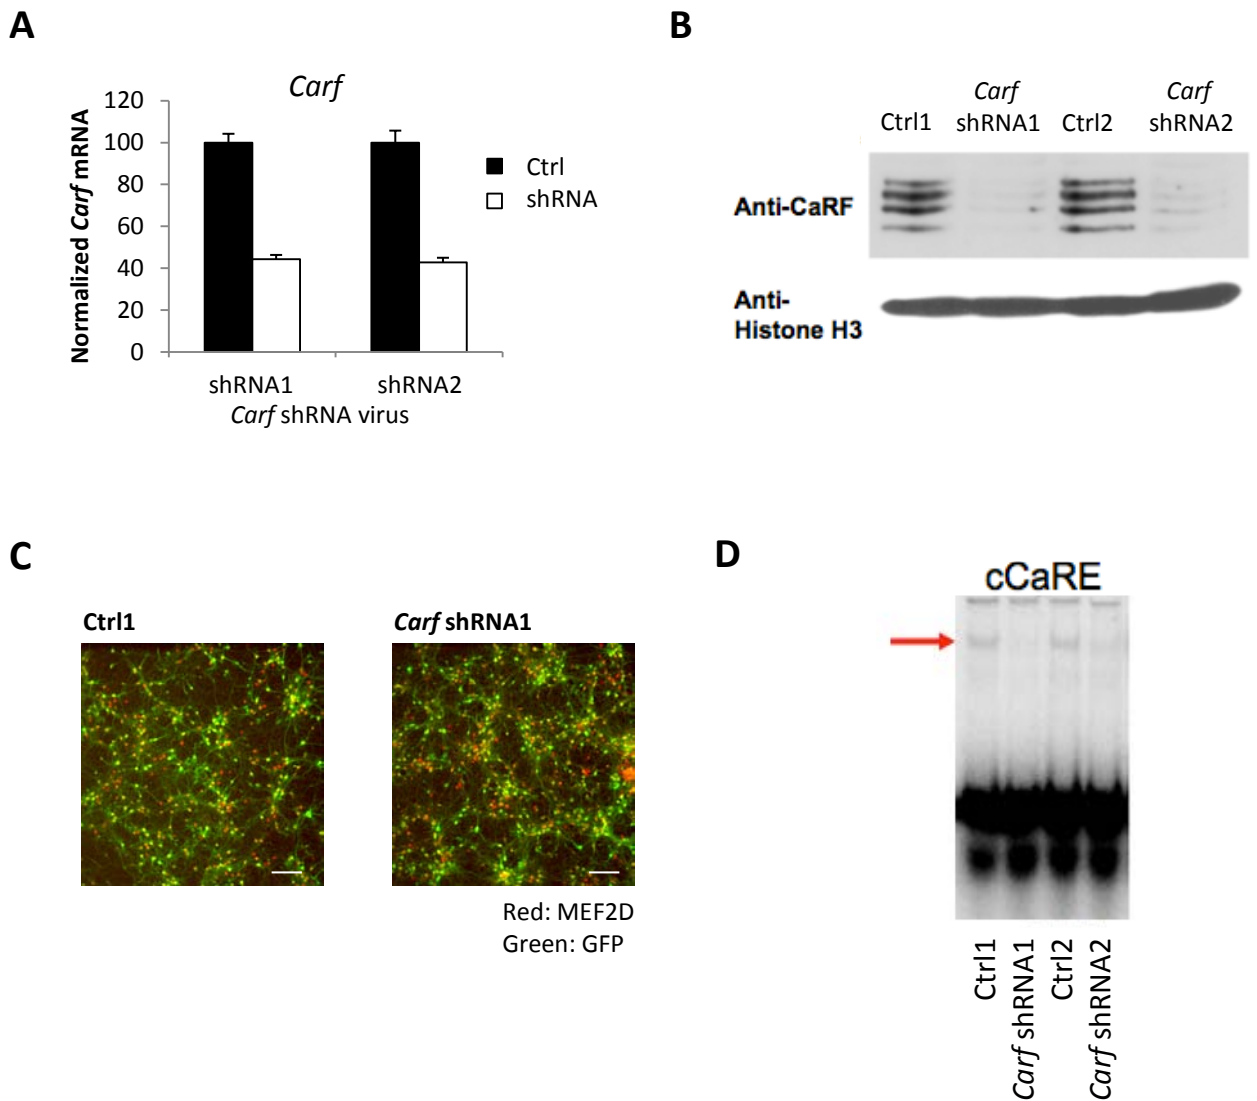 A
Carf
Normalized Carf mRNA
120
100
80
60
40
20
0
Ctrl
shRNA
shRNA1
shRNA2
Carf shRNA virus
B
Ctrl1
Carf
shRNA1
Ctrl2
Carf
shRNA2
Anti-CaRF
Anti-
Histone H3
C
Ctrl1
Carf shRNA1
Red: MEF2D
Green: GFP
D
cCaRE
Ctrl1
Carf shRNA1
Ctrl2
Carf shRNA2